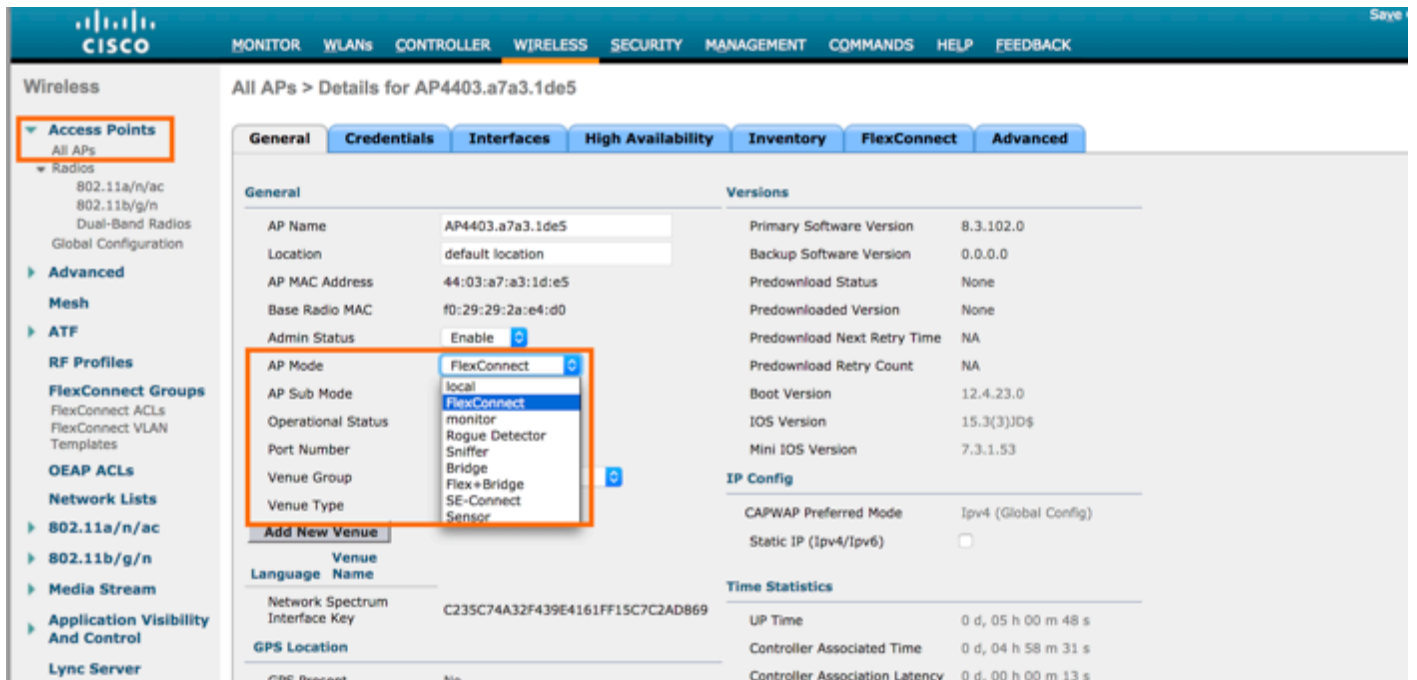 Save
CISCO
MONITOR WLANs CONTROLLER WIRELESS SECURITY MANAGEMENT COMMANDS HELP FEEDBACK
Wireless
Access Points
All APs
Radios
802.11a/n/ac
802.11b/g/n
Dual-Band Radios
Global Configuration
Advanced
Mesh
ATF
RF Profiles
FlexConnect Groups
FlexConnect ACLs
FlexConnect VLAN
Templates
OEAP ACLs
Network Lists
802.11a/n/ac
802.11b/g/n
Media Stream
Application Visibility
And Control
Lync Server
All APs > Details for AP4403.a7a3.1de5
General Credentials Interfaces High Availability Inventory FlexConnect Advanced
General
AP Name AP4403.a7a3.1de5
Location default location
AP MAC Address 44:03:a7:a3:1d:e5
Base Radio MAC f0:29:29:2a:e4:d0
Admin Status Enable
AP Mode FlexConnect
AP Sub Mode
Operational Status
Port Number
Venue Group
Venue Type
local
FlexConnect
monitor
Rogue Detector
Sniffer
Bridge
Flex+Bridge
SE-Connect
Sensor
Add New Venue
Venue
Language Name
Network Spectrum
Interface Key C235C74A32F439E4161FF15C7C2AD869
GPS Location
GPS Present No
Versions
Primary Software Version 8.3.102.0
Backup Software Version 0.0.0.0
Predownload Status None
Predownloaded Version None
Predownload Next Retry Time NA
Predownload Retry Count NA
Boot Version 12.4.23.0
IOS Version 15.3(3)JD$
Mini IOS Version 7.3.1.53
IP Config
CAPWAP Preferred Mode Ipv4 (Global Config)
Static IP (Ipv4/Ipv6)
Time Statistics
UP Time 0 d, 05 h 00 m 48 s
Controller Associated Time 0 d, 04 h 58 m 31 s
Controller Association Latency 0 d, 00 h 00 m 13 s